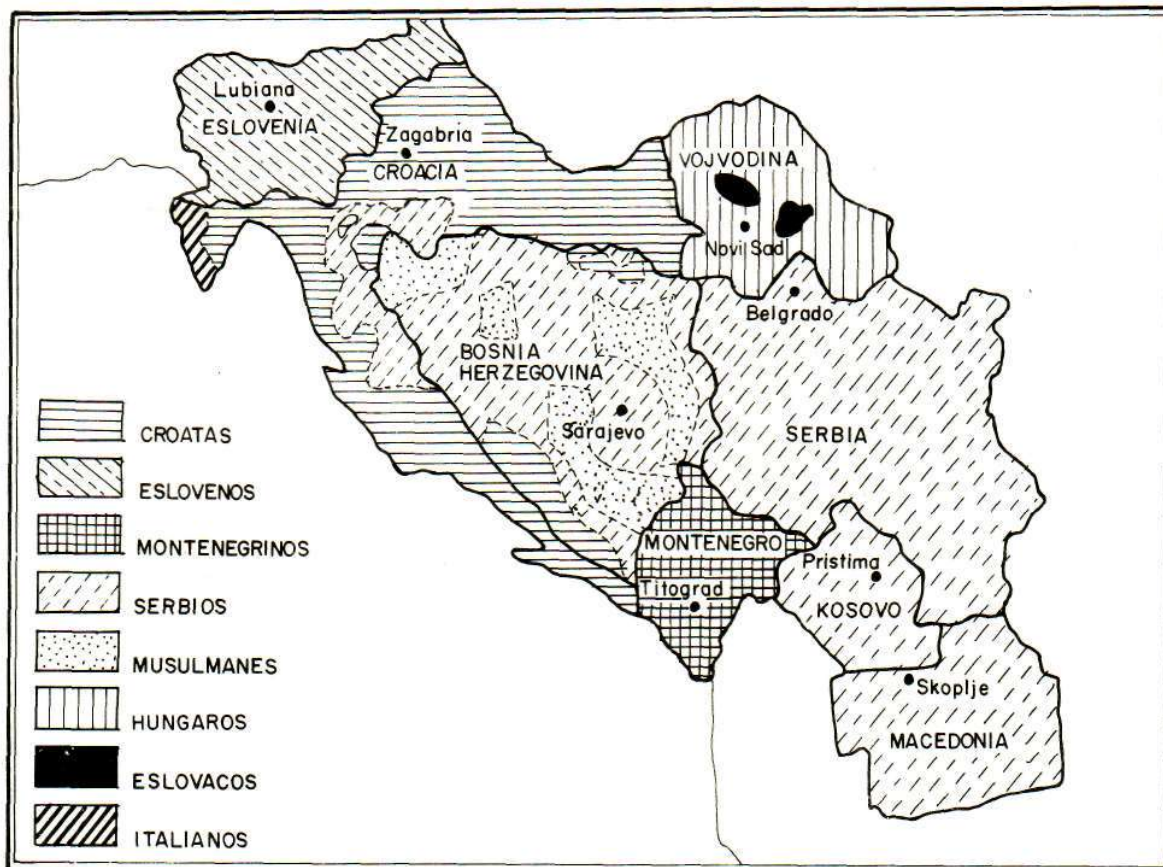 Lubiana
ESLOVENIA
Zagabria
CROACIA
VOJVODINA
Novi Sad
Belgrado
BOSNIA
HERZEGOVINA
Sarajevo
SERBIA
MONTENEGRO
Titograd
Pristima
KOSOVO
Skoplje
MACEDONIA
CROATAS
ESLOVENOS
MONTENEGRINOS
SERBIOS
MUSULMANES
HUNGAROS
ESLOVACOS
ITALIANOS